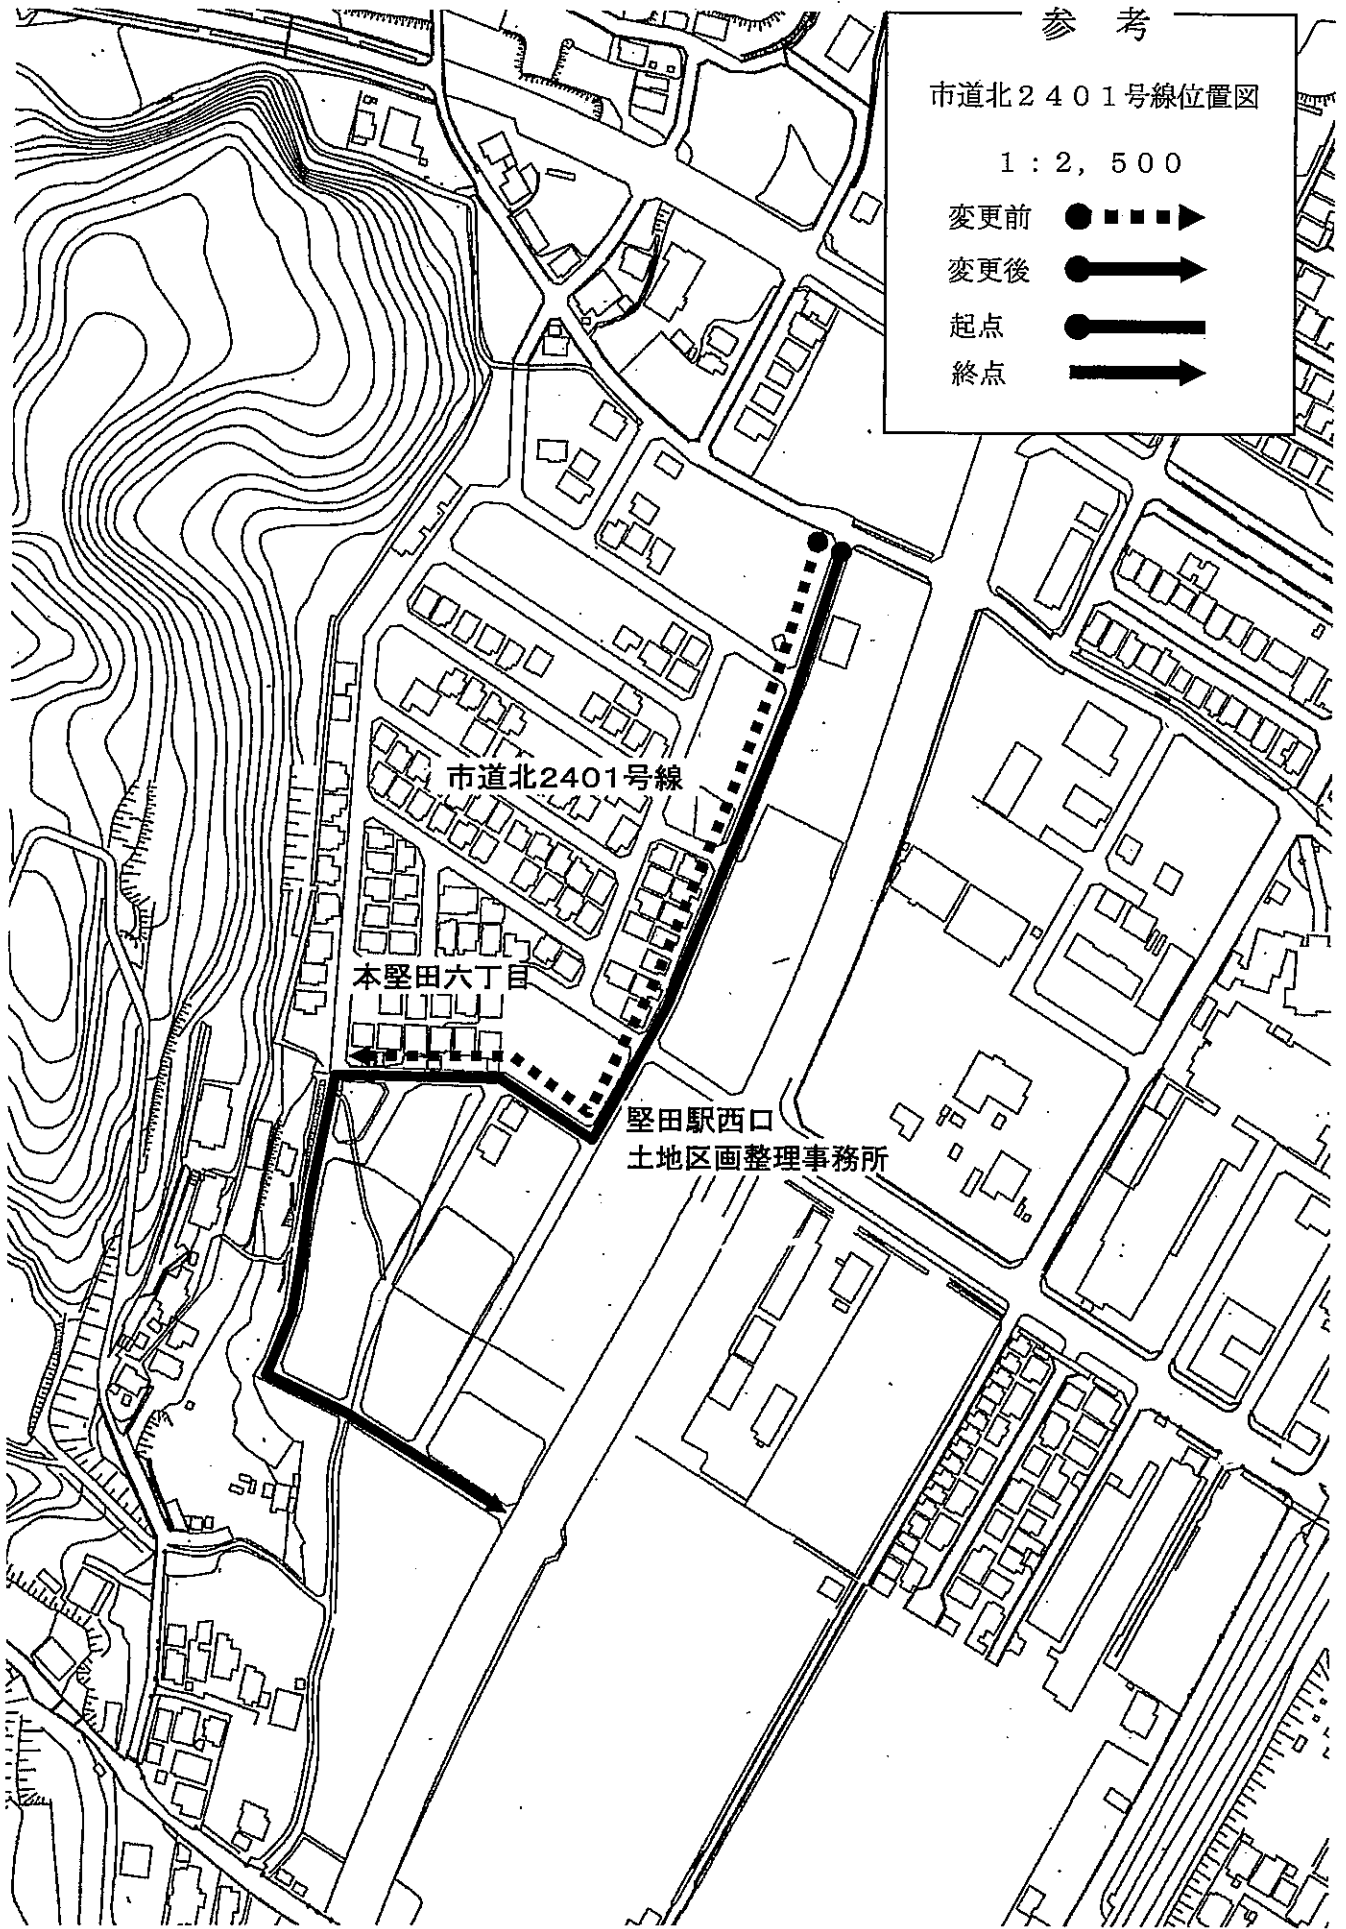 参 考
市道北2401号線位置図
1:2,500
変更前
変更後
起点
終点
市道北2401号線
本堅田六丁目
堅田駅西口
土地区画整理事務所